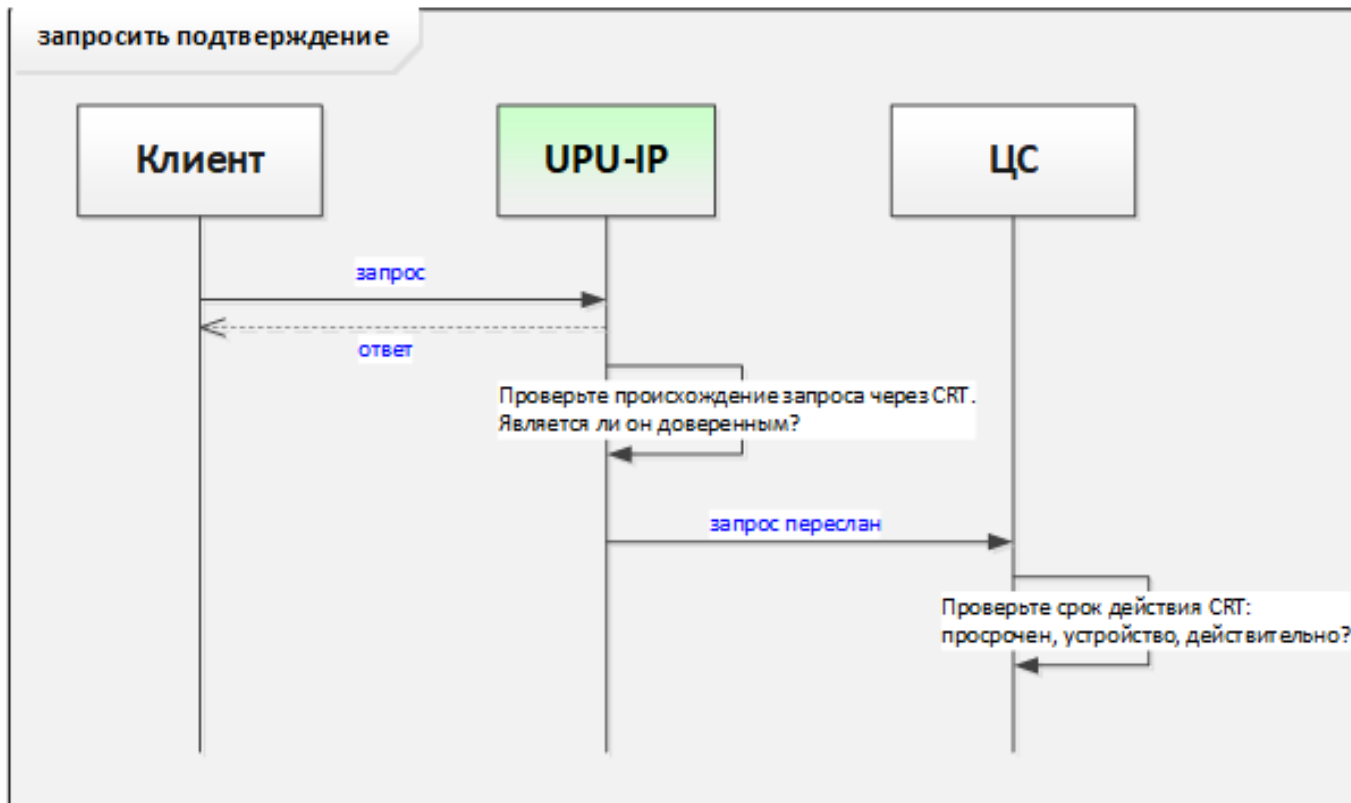 запросить подтверждение
Клиент
UPU-IP
ЦС
запрос
ответ
Проверьте происхождение запроса через CRT.
Является ли он доверенным?
запрос переслан
Проверьте срок действия CRT:
просрочен, устройство, действительно?